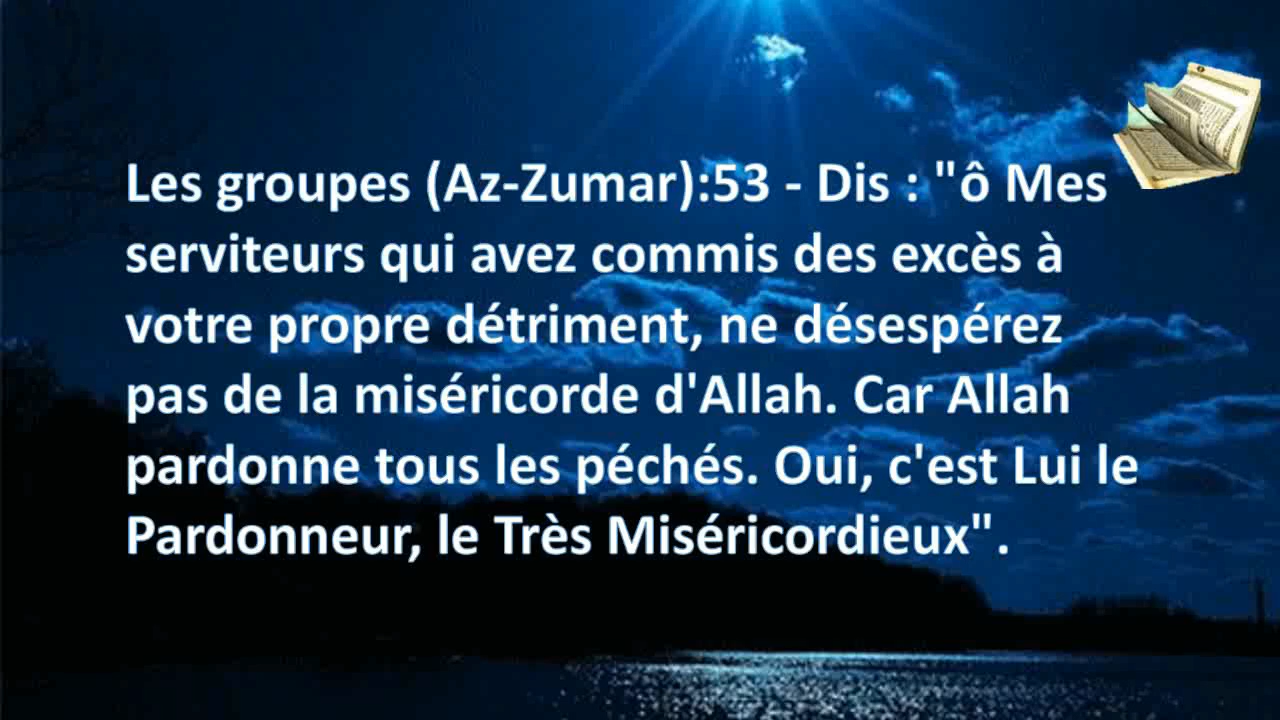 Les groupes (Az-Zumar):53 - Dis : "ô Mes
serviteurs qui avez commis des excès à
votre propre détriment, ne désespérez
pas de la miséricorde d'Allah. Car Allah
pardonne tous les péchés. Oui, c'est Lui le
Pardonneur, le Très Miséricordieux".